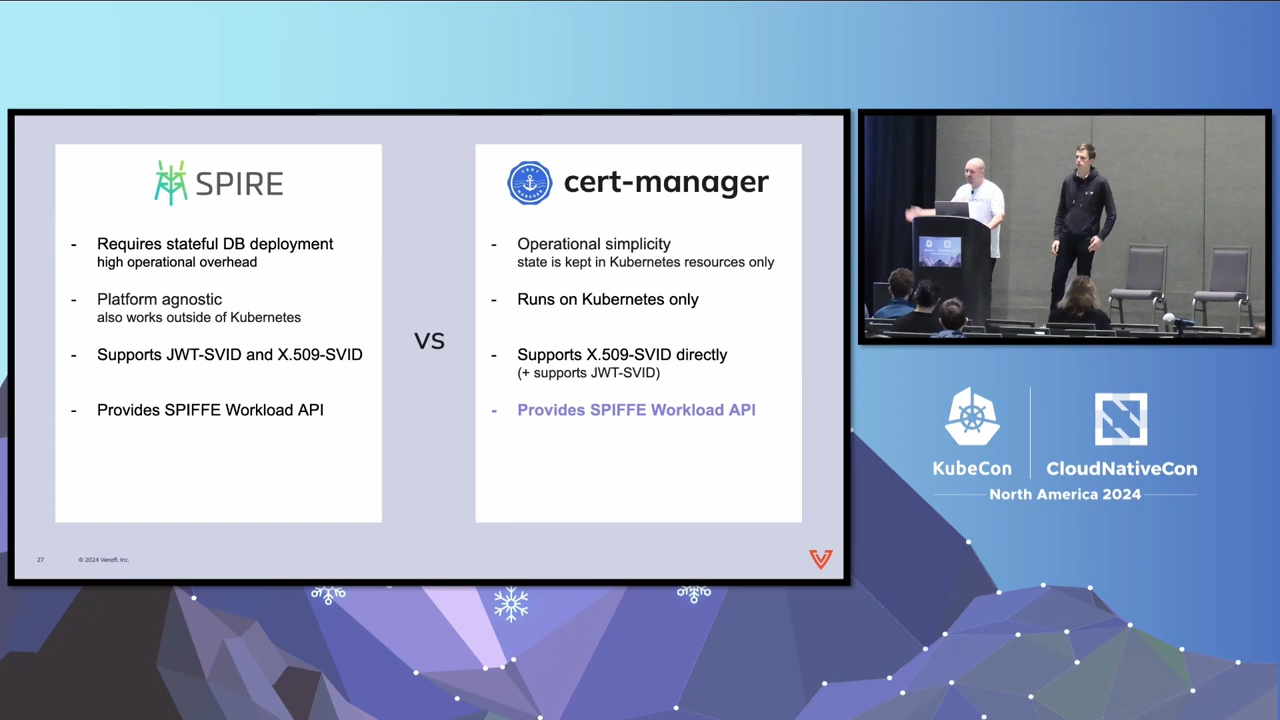 SPIRE
- Requires stateful DB deployment
high operational overhead
- Platform agnostic
also works outside of Kubernetes
- Supports JWT-SVID and X.509-SVID
- Provides SPIFFE Workload API
vs
cert-manager
- Operational simplicity
state is kept in Kubernetes resources only
- Runs on Kubernetes only
- Supports X.509-SVID directly
(+ supports JWT-SVID)
- Provides SPIFFE Workload API
27 © 2024 Venafi, Inc.
KubeCon
CloudNativeCon
North America 2024